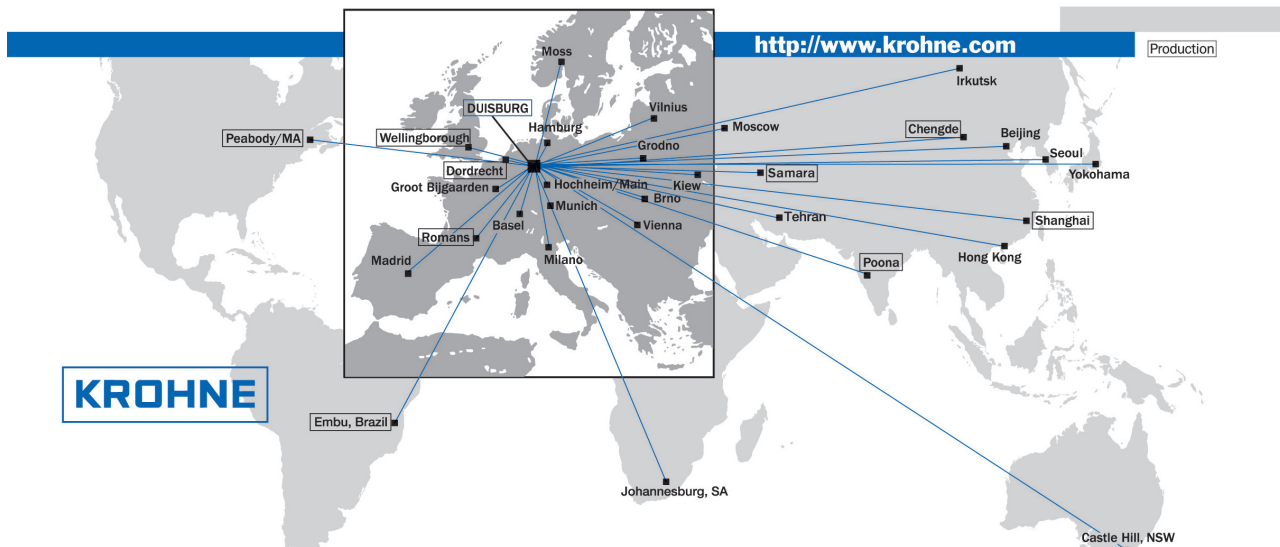 http://www.krohne.com
Production
Moss
Irkutsk
DUISBURG
Vilnius
Hamburg
Moscow
Peabody/MA
Wellingborough
Chengde
Beijing
Grodno
Seoul
Dordrecht
Yokohama
Samara
Groot Bijgaarden
Hochheim/Main
Kiew
Brno
Munich
Tehran
Shanghai
Basel
Vienna
Romans
Madrid
Milano
Hong Kong
Poona
KROHNE
Embu, Brazil
Johannesburg, SA
Castle Hill, NSW